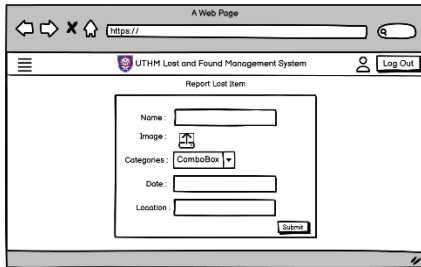 A Web Page
https://
UTHM Lost and Found Management System
Log Out
Report Lost Item
Name :
Image :
Categories : ComboBox
Date :
Location :
Submit